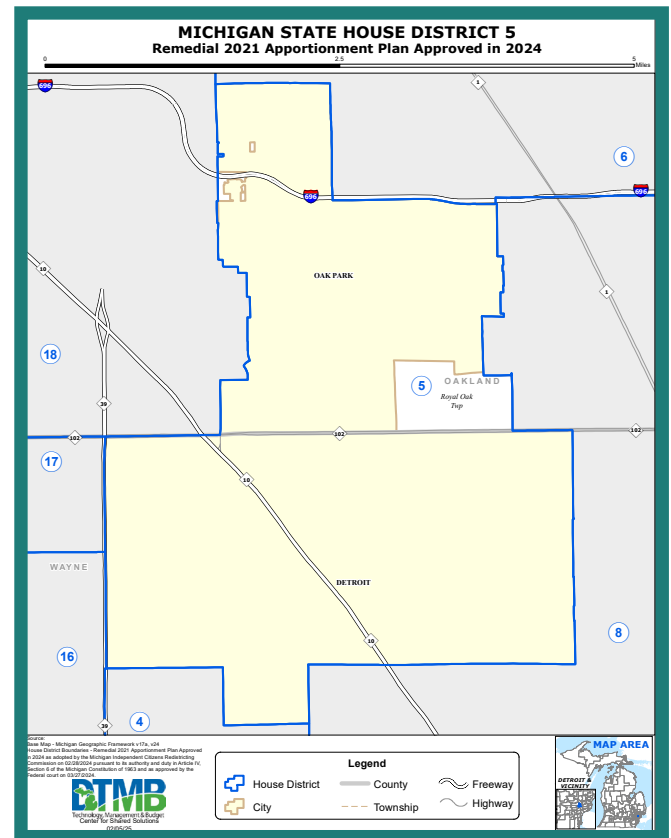 MICHIGAN STATE HOUSE DISTRICT 5
Remedial 2021 Apportionment Plan Approved in 2024
0 2.5 5
Miles
696
1
6
696
696
10
OAK PARK
1
18
5
OAKLAND
Royal Oak
Twp
39
102
102
102
17
10
WAYNE
DETROIT
8
10
16
4
39
Source:
Base Map - Michigan Geographic Framework v17a, v24
House District Boundaries - Remedial 2021 Apportionment Plan Approved
in 2024 as adopted by the Michigan Independent Citizens Redistricting
Commission on 02/28/2024 pursuant to its authority and duty in Article IV,
Section 6 of the Michigan Constitution of 1963 and as approved by the
Federal court on 03/27/2024.
DTMB
Technology, Management & Budget
Center for Shared Solutions
02/05/25
Legend
House District
County
Freeway
City
Township
Highway
MAP AREA
DETROIT &
VICINITY